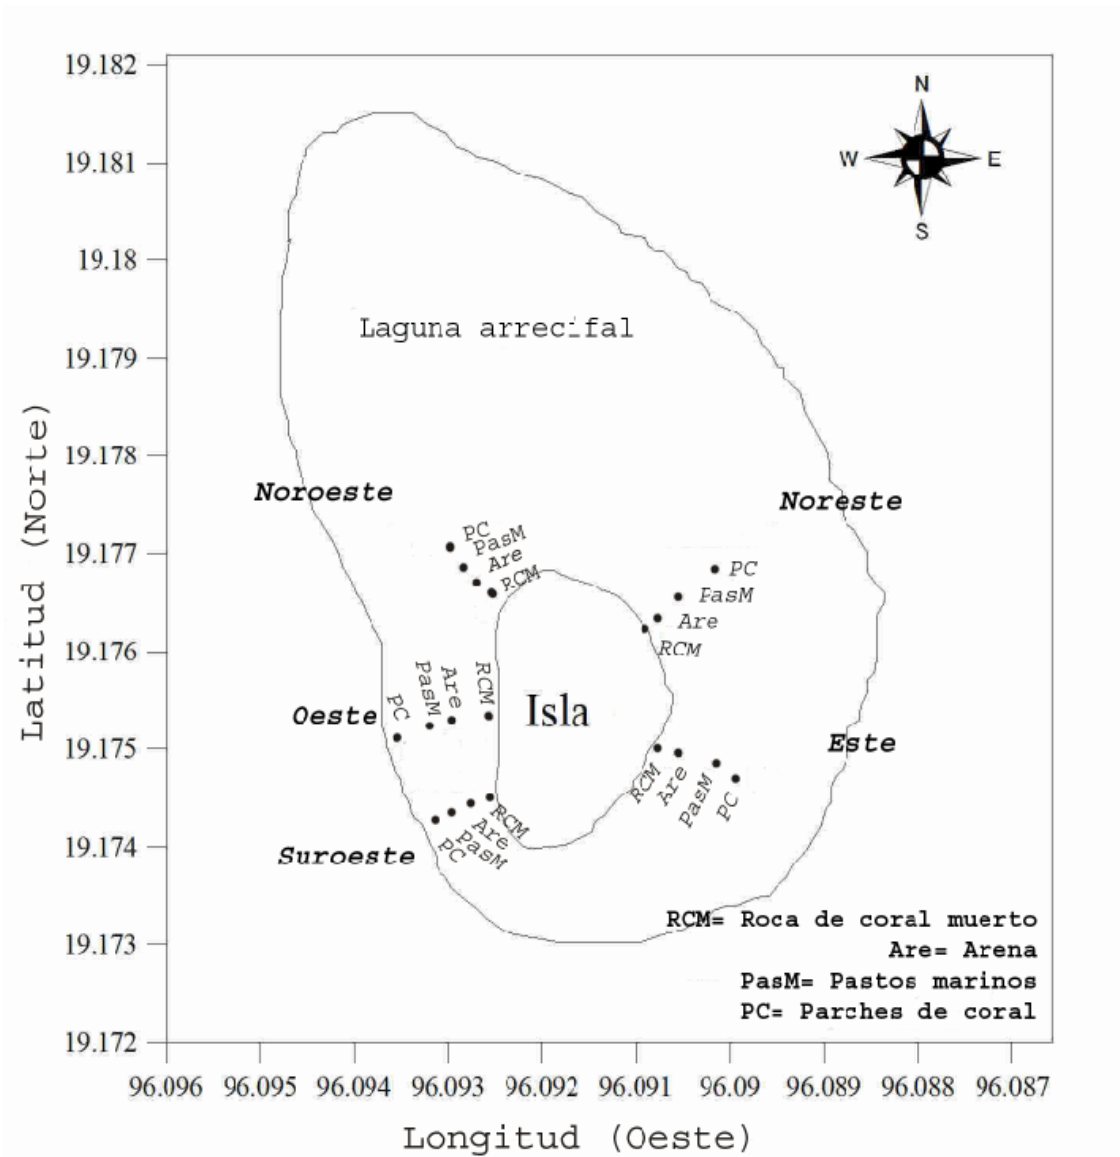 19.182
N
19.181
W
E
S
19.18
Laguna arrecifal
19.179
19.178
Noroeste
Noreste
PC
PasM
Are
RCM
19.177
PC
PasM
Are
RCM
19.176
Latitud (Norte)
PC
PasM
Are
RCM
Oeste
Isla
Este
19.175
RCM
Are
PasM
PC
RCM
Are
PasM
PC
19.174
Suroeste
RCM= Roca de coral muerto
19.173
Are= Arena
PasM= Pastos marinos
PC= Parches de coral
19.172
96.096 96.095 96.094 96.093 96.092 96.091 96.09 96.089 96.088 96.087
Longitud (Oeste)